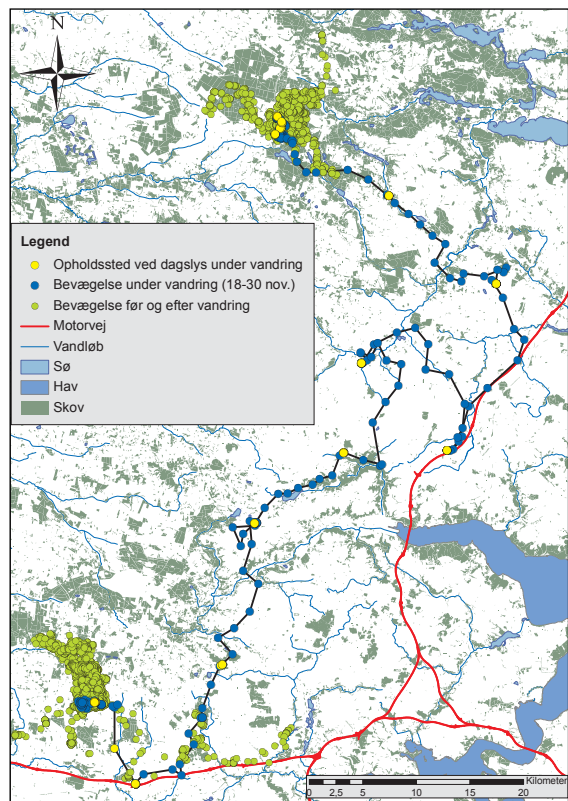 N
Legend
Opholdssted ved dagslys under vandring
Bevægelse under vandring (18-30 nov.)
Bevægelse før og efter vandring
Motorvej
Vandløb
Sø
Hav
Skov
0 2,5 5 10 15 20
Kilometer